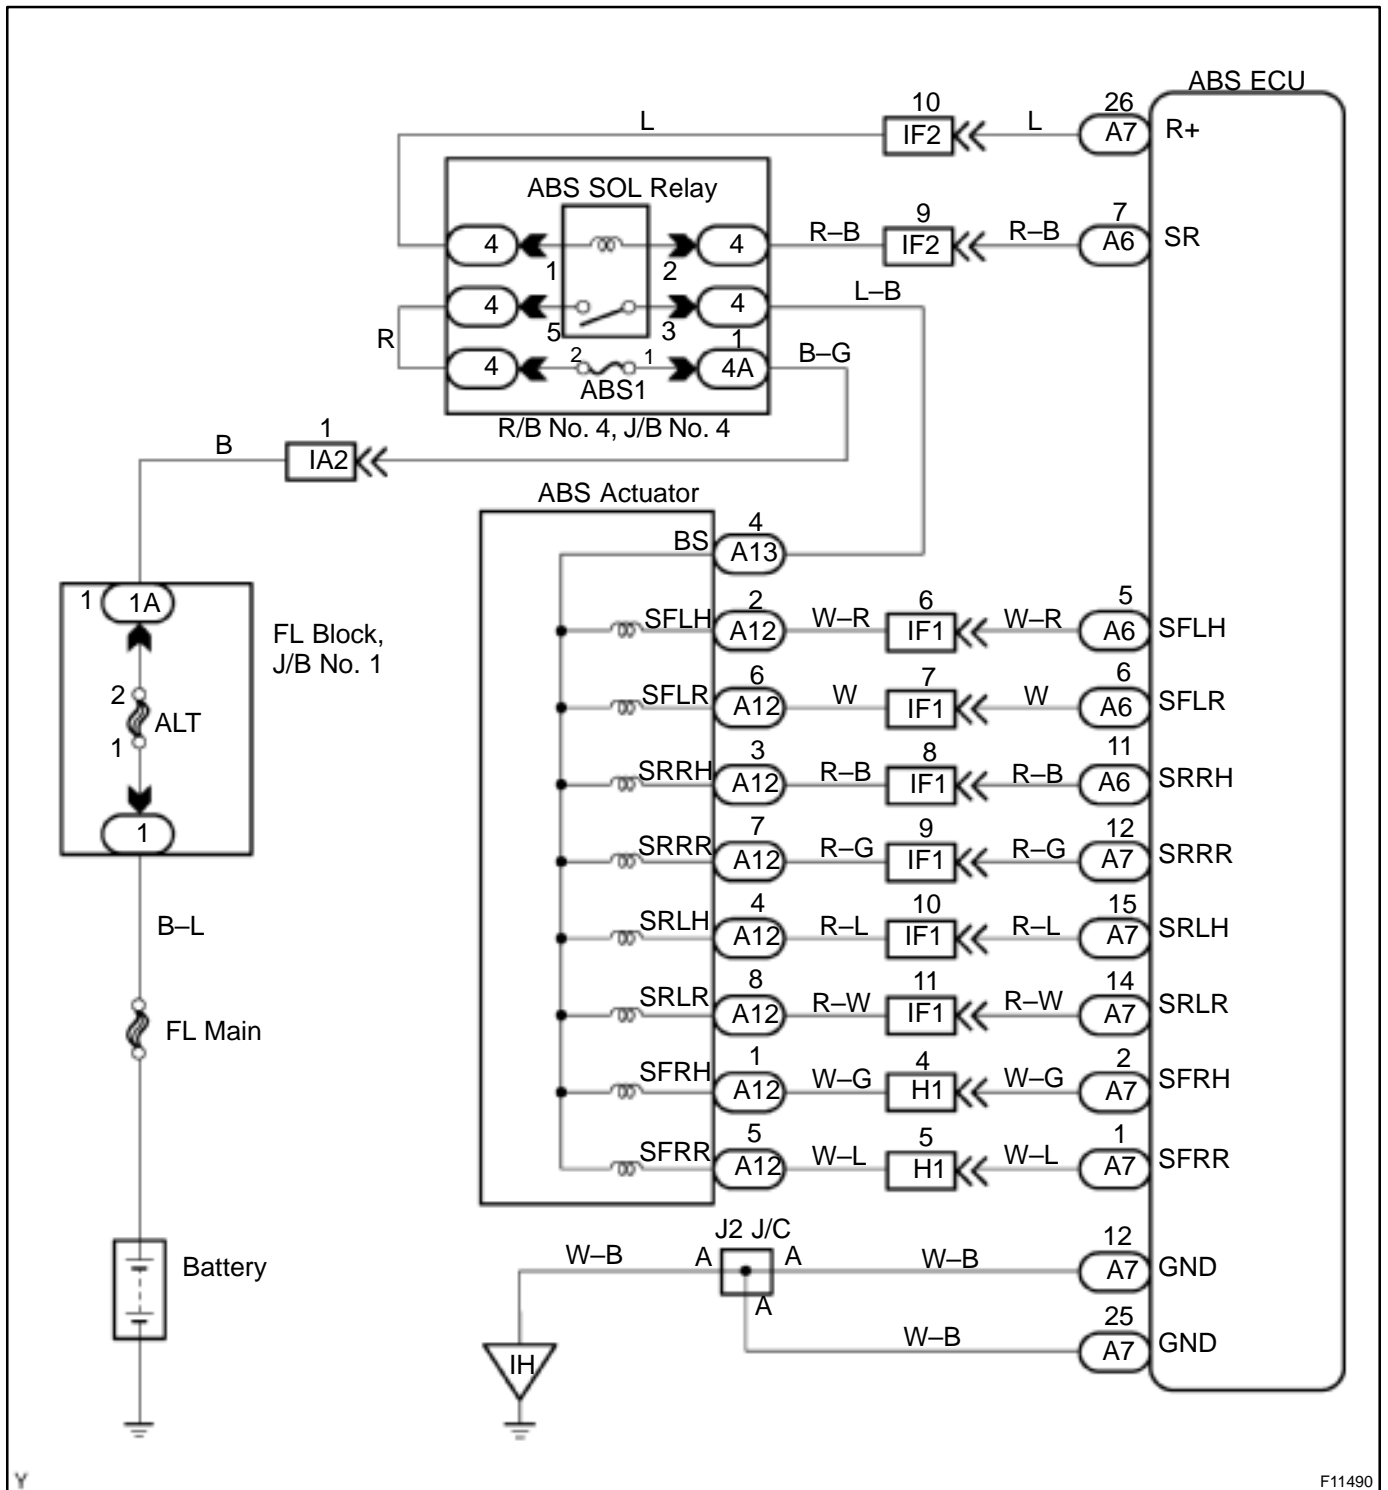 ABS ECU
10
26
L
IF2
L
A7
R+
ABS SOL Relay
9
7
4
4
R–B
IF2
R–B
A6
SR
1
2
L–B
4
4
R
5
3
1
2
1
B–G
4
4A
ABS1
R/B No. 4, J/B No. 4
1
B
IA2
ABS Actuator
4
BS
A13
1
1A
2
6
5
SFLH
A12
W–R
IF1
W–R
A6
SFLH
FL Block,
J/B No. 1
6
7
6
2
ALT
1
SFLR
A12
W
IF1
W
A6
SFLR
3
8
11
SRRH
A12
R–B
IF1
R–B
A6
SRRH
1
7
9
12
SRRR
A12
R–G
IF1
R–G
A7
SRRR
4
10
15
B–L
SRLH
A12
R–L
IF1
R–L
A7
SRLH
8
11
14
FL Main
SRLR
A12
R–W
IF1
R–W
A7
SRLR
1
4
2
SFRH
A12
W–G
H1
W–G
A7
SFRH
5
5
1
SFRR
A12
W–L
H1
W–L
A7
SFRR
J2 J/C
12
Battery
W–B
A
A
W–B
A7
GND
A
25
W–B
A7
GND
IH
Y
F11490